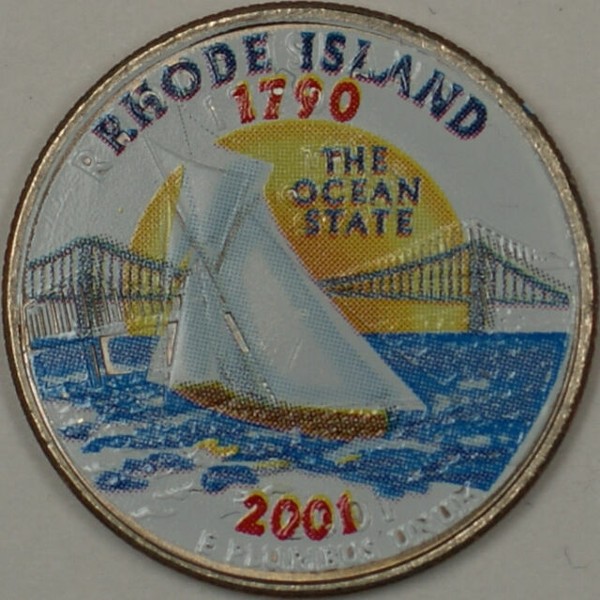 RHODE ISLAND
1790
THE
OCEAN
STATE
2001
E PLURIBUS UNUM